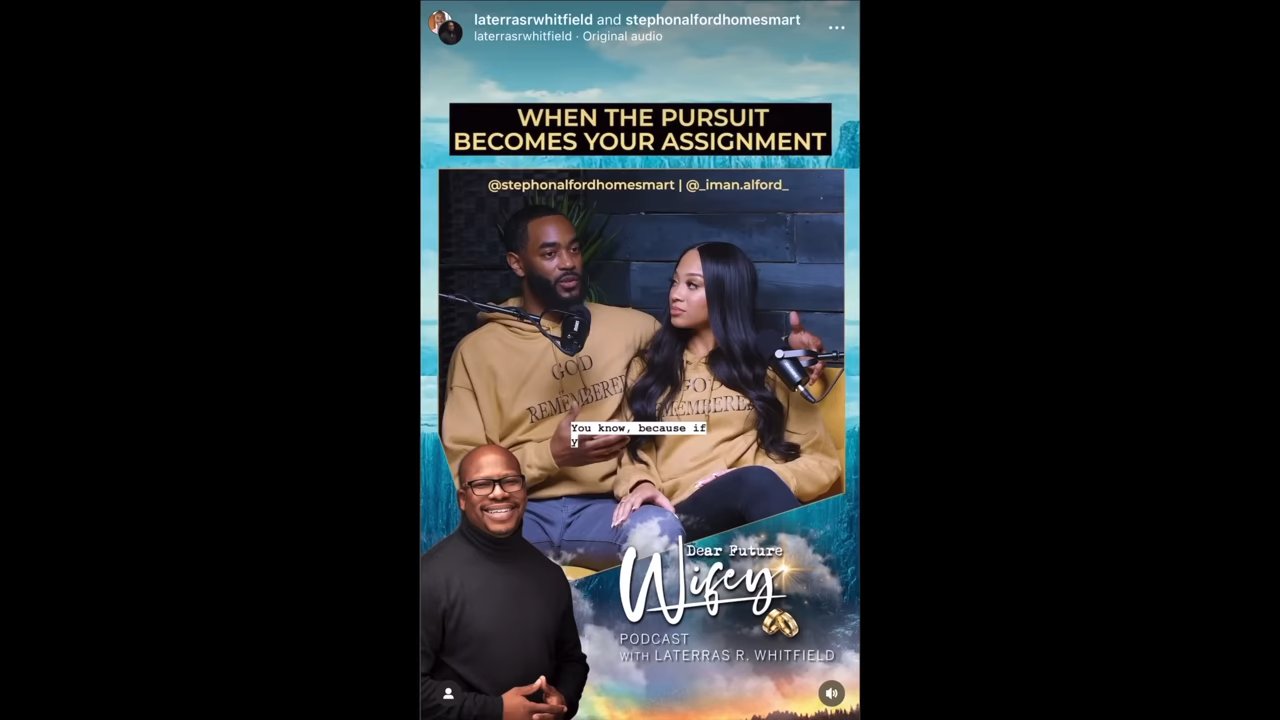 laterrasrwhitfield and stephonalfordhomesmart
laterrasrwhitfield · Original audio
WHEN THE PURSUIT
BECOMES YOUR ASSIGNMENT
@stephonalfordhomesmart | @_iman.alford_
GOD
REMEMBERED
GOD
REMEMBERED
You know, because if
y
Dear Future
Wifey
PODCAST
WITH LATERRAS R. WHITFIELD